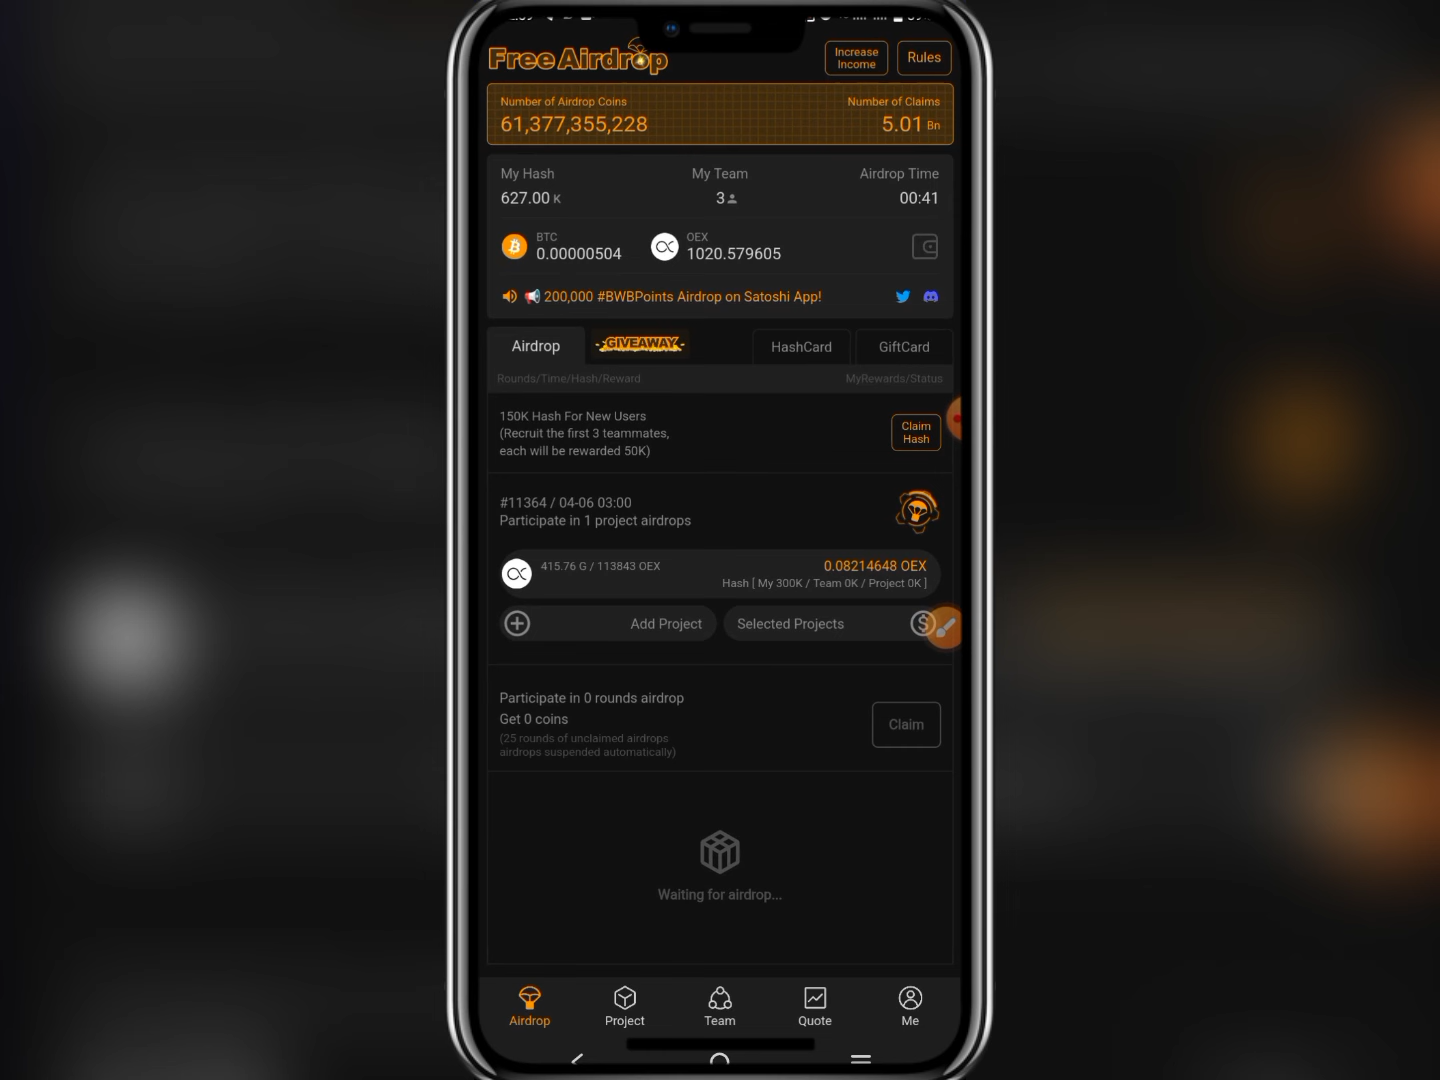 Free Airdrop
Increase
Income
Rules
Number of Airdrop Coins
Number of Claims
61,377,355,228
5.01 Bn
My Hash
My Team
Airdrop Time
627.00 K
3
00:41
BTC
0.00000504
OEX
1020.579605
200,000 #BWBPoints Airdrop on Satoshi App!
Airdrop
GIVEAWAY
HashCard
GiftCard
Rounds/Time/Hash/Reward
MyRewards/Status
150K Hash For New Users
(Recruit the first 3 teammates,
each will be rewarded 50K)
Claim
Hash
#11364 / 04-06 03:00
Participate in 1 project airdrops
415.76 G / 113843 OEX
0.08214648 OEX
Hash [ My 300K / Team 0K / Project 0K ]
Add Project
Selected Projects
Participate in 0 rounds airdrop
Get 0 coins
(25 rounds of unclaimed airdrops
airdrops suspended automatically)
Claim
Waiting for airdrop...
Airdrop
Project
Team
Quote
Me